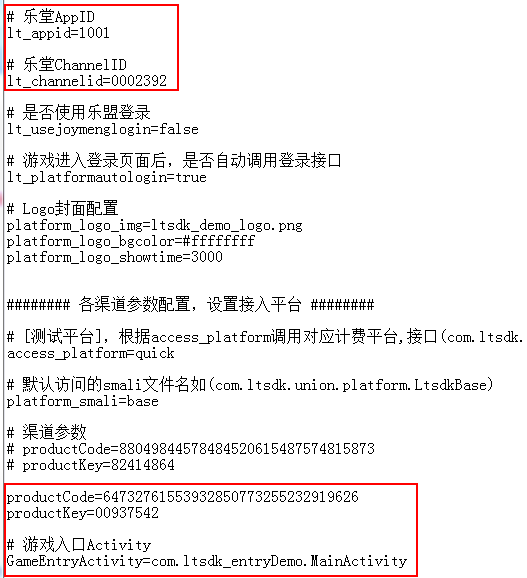 # 乐堂AppID
lt_appid=1001
# 乐堂ChannelID
lt_channelid=0002392
# 是否使用乐盟登录
lt_usejoymenglogin=false
# 游戏进入登录页面后，是否自动调用登录接口
lt_platformautologin=true
# Logo封面配置
platform_logo_img=ltsdk_demo_logo.png
platform_logo_bgcolor=#ffffffff
platform_logo_showtime=3000
######## 各渠道参数配置，设置接入平台 ########
# [测试平台]，根据access_platform调用对应计费平台,接口(com.ltsdk.
access_platform=quick
# 默认访问的smali文件名如(com.ltsdk.union.platform.LtsdkBase)
platform_smali=base
# 渠道参数
# productCode=88049844578484520615487574815873
# productKey=82414864
productCode=64732761553932850773255232919626
productKey=00937542
# 游戏入口Activity
GameEntryActivity=com.ltsdk_entryDemo.MainActivity